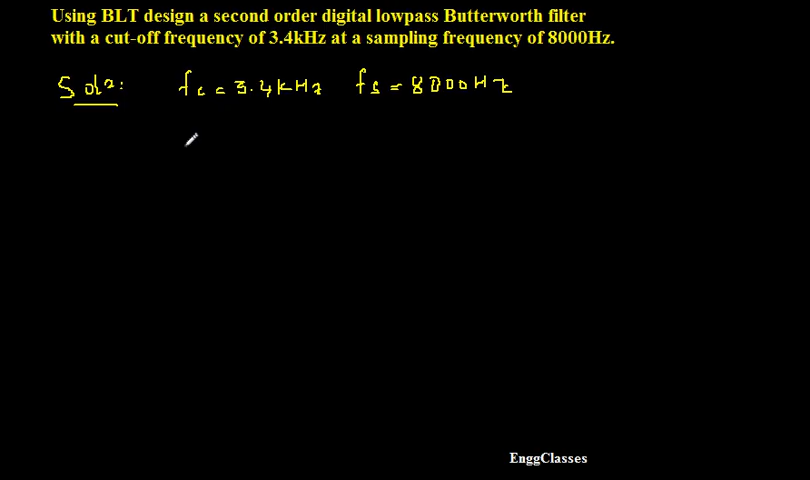 Using BLT design a second order digital lowpass Butterworth filter
with a cut-off frequency of 3.4kHz at a sampling frequency of 8000Hz.
Soln: fc = 3.4kHz fs = 8000Hz
EnggClasses